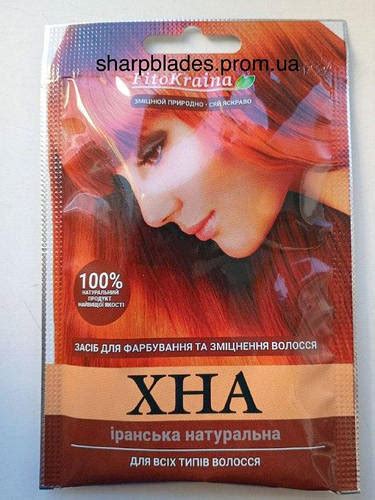 sharpblades.prom.ua
FitoKraina
ЗМІЦНЮЙ ПРИРОДНО - СЯЙ ЯСКРАВО
100%
НАТУРАЛЬНИЙ
ПРОДУКТ
НАЙВИЩОЇ ЯКОСТІ
ЗАСІБ ДЛЯ ФАРБУВАННЯ ТА ЗМІЦНЕННЯ ВОЛОССЯ
ХНА
іранська натуральна
ДЛЯ ВСІХ ТИПІВ ВОЛОССЯ